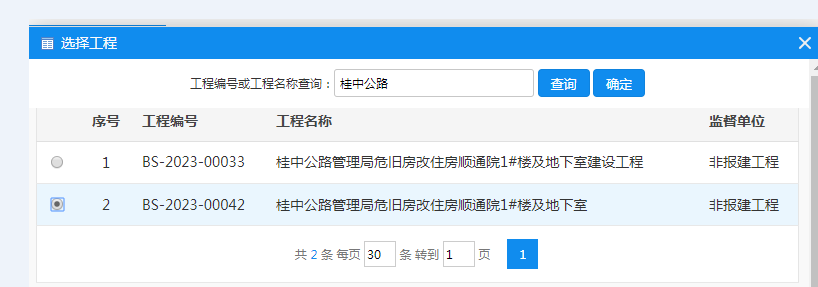 选择工程
工程编号或工程名称查询： 桂中公路 查询 确定
序号 工程编号 工程名称 监督单位
1 BS-2023-00033 桂中公路管理局危旧房改住房顺通院1#楼及地下室建设工程 非报建工程
2 BS-2023-00042 桂中公路管理局危旧房改住房顺通院1#楼及地下室 非报建工程
共 2 条 每页 30 条 转到 1 页 1